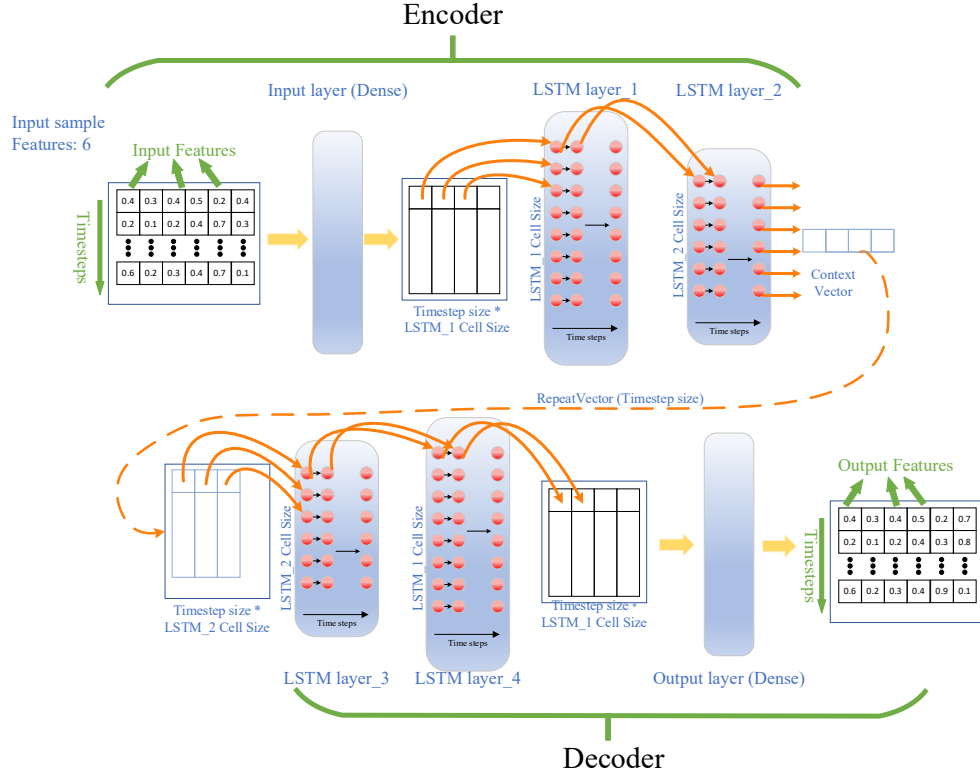 Encoder
Input layer (Dense)
LSTM layer_1
LSTM layer_2
Input sample
Features: 6
Input Features
Timesteps
0.4 0.3 0.4 0.5 0.2 0.4
0.2 0.1 0.2 0.4 0.7 0.3
0.6 0.2 0.3 0.4 0.7 0.1
Timestep size *
LSTM_1 Cell Size
LSTM_1 Cell Size
Time steps
LSTM_2 Cell Size
Time steps
Context
Vector
RepeatVector (Timestep size)
Timestep size *
LSTM_2 Cell Size
LSTM_2 Cell Size
Time steps
LSTM_1 Cell Size
Time steps
Timestep size *
LSTM_1 Cell Size
Output Features
Timesteps
0.4 0.3 0.4 0.5 0.2 0.7
0.2 0.1 0.2 0.4 0.3 0.8
0.6 0.2 0.3 0.4 0.9 0.1
LSTM layer_3
LSTM layer_4
Output layer (Dense)
Decoder